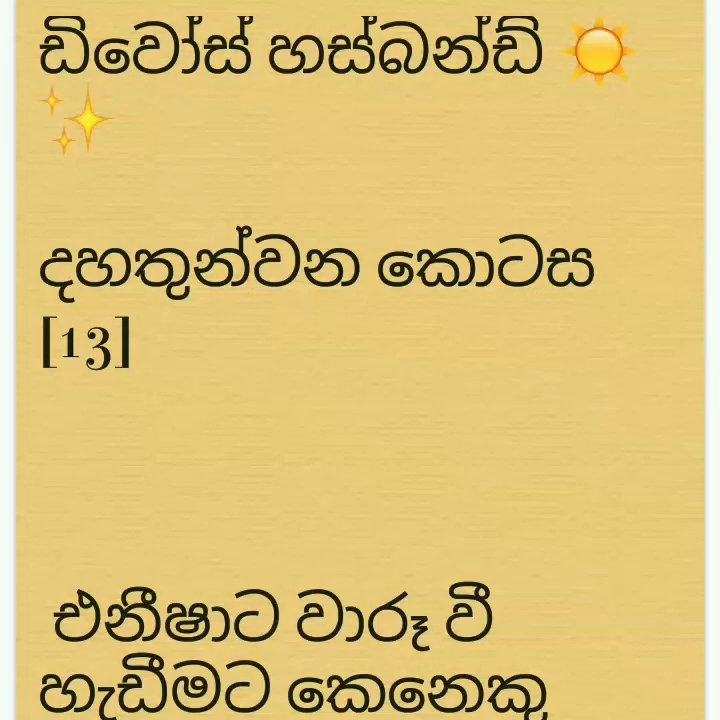 ඩිවෝස් හස්බන්ඩ් ☀️
✨
දහතුන්වන කොටස
[13]
එනීෂාට වාරූ වී
හැඩීමට කෙනෙකු